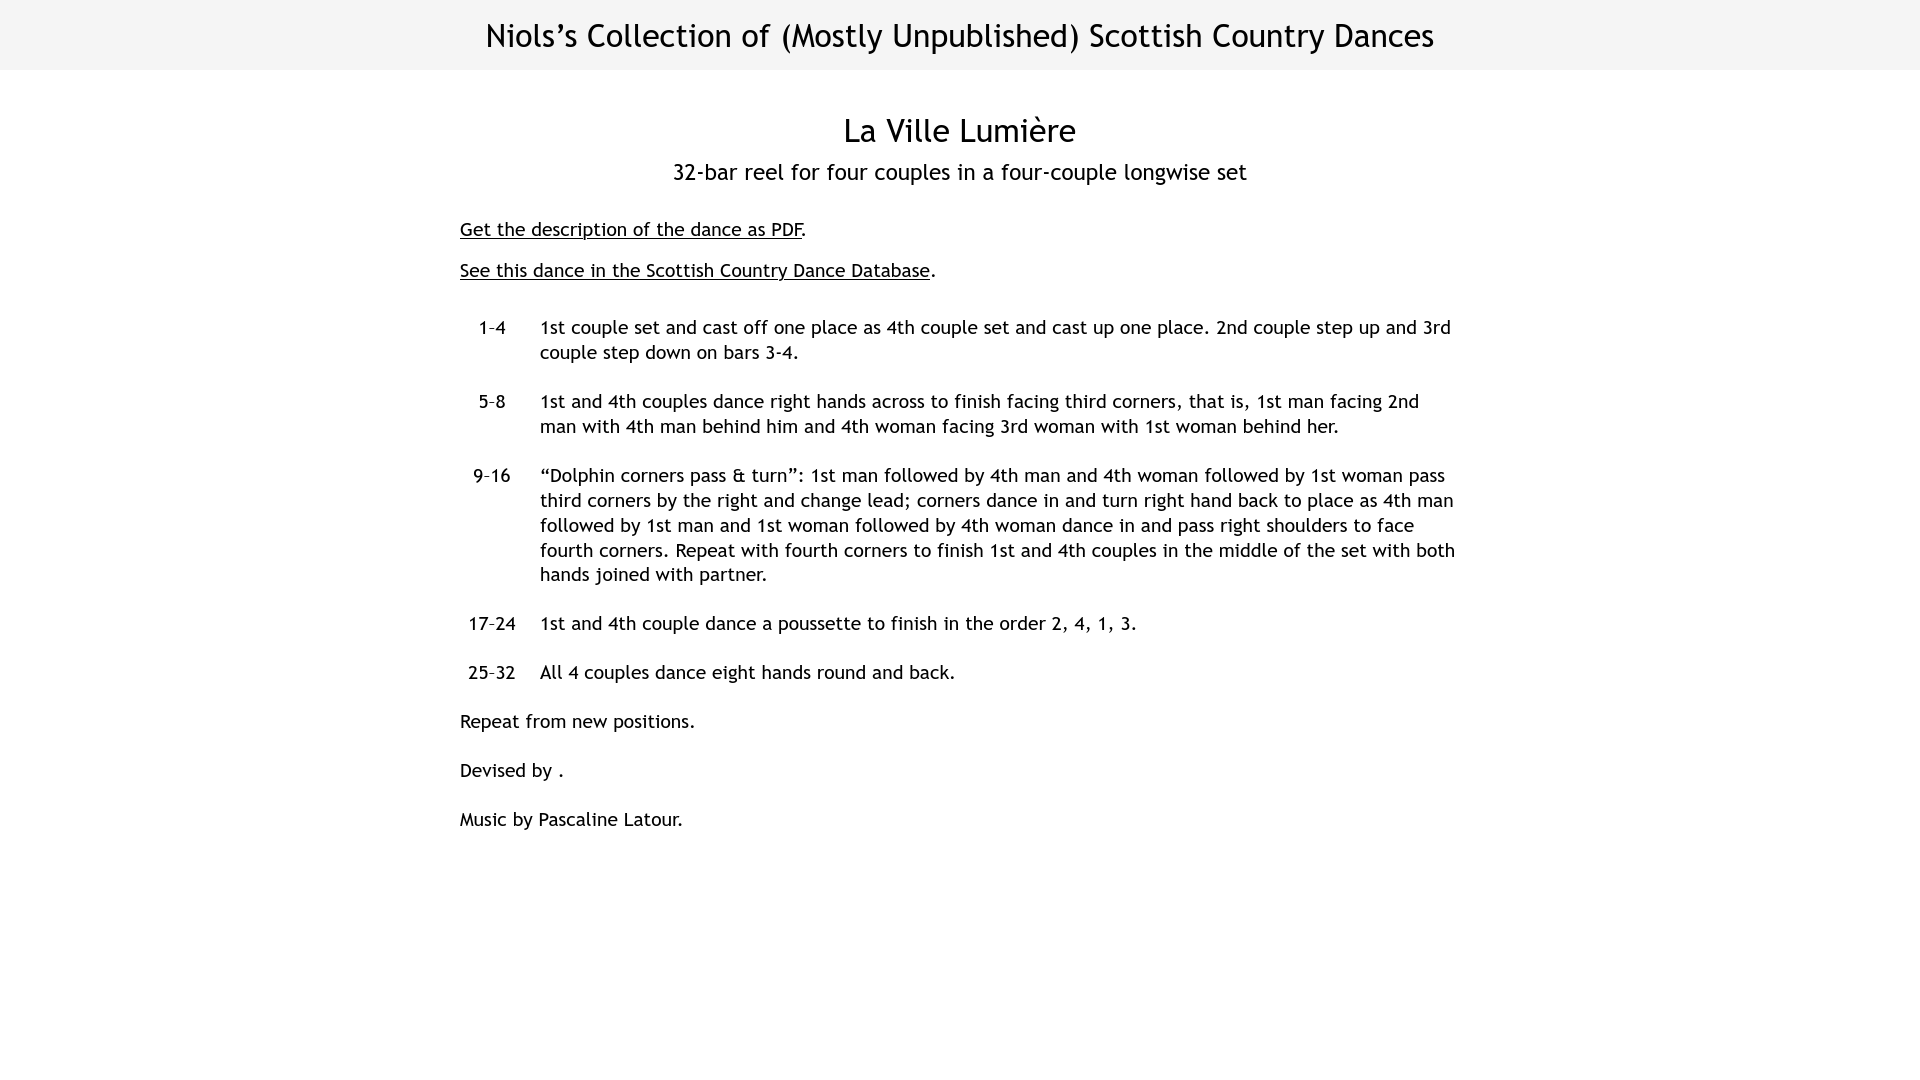 Niols’s Collection of (Mostly Unpublished) Scottish Country Dances
La Ville Lumière
32-bar reel for four couples in a four-couple longwise set
Get the description of the dance as PDF.
See this dance in the Scottish Country Dance Database.
1–4 1st couple set and cast off one place as 4th couple set and cast up one place. 2nd couple step up and 3rd
couple step down on bars 3-4.
5–8 1st and 4th couples dance right hands across to finish facing third corners, that is, 1st man facing 2nd
man with 4th man behind him and 4th woman facing 3rd woman with 1st woman behind her.
9–16 “Dolphin corners pass & turn”: 1st man followed by 4th man and 4th woman followed by 1st woman pass
third corners by the right and change lead; corners dance in and turn right hand back to place as 4th man
followed by 1st man and 1st woman followed by 4th woman dance in and pass right shoulders to face
fourth corners. Repeat with fourth corners to finish 1st and 4th couples in the middle of the set with both
hands joined with partner.
17–24 1st and 4th couple dance a poussette to finish in the order 2, 4, 1, 3.
25–32 All 4 couples dance eight hands round and back.
Repeat from new positions.
Devised by .
Music by Pascaline Latour.